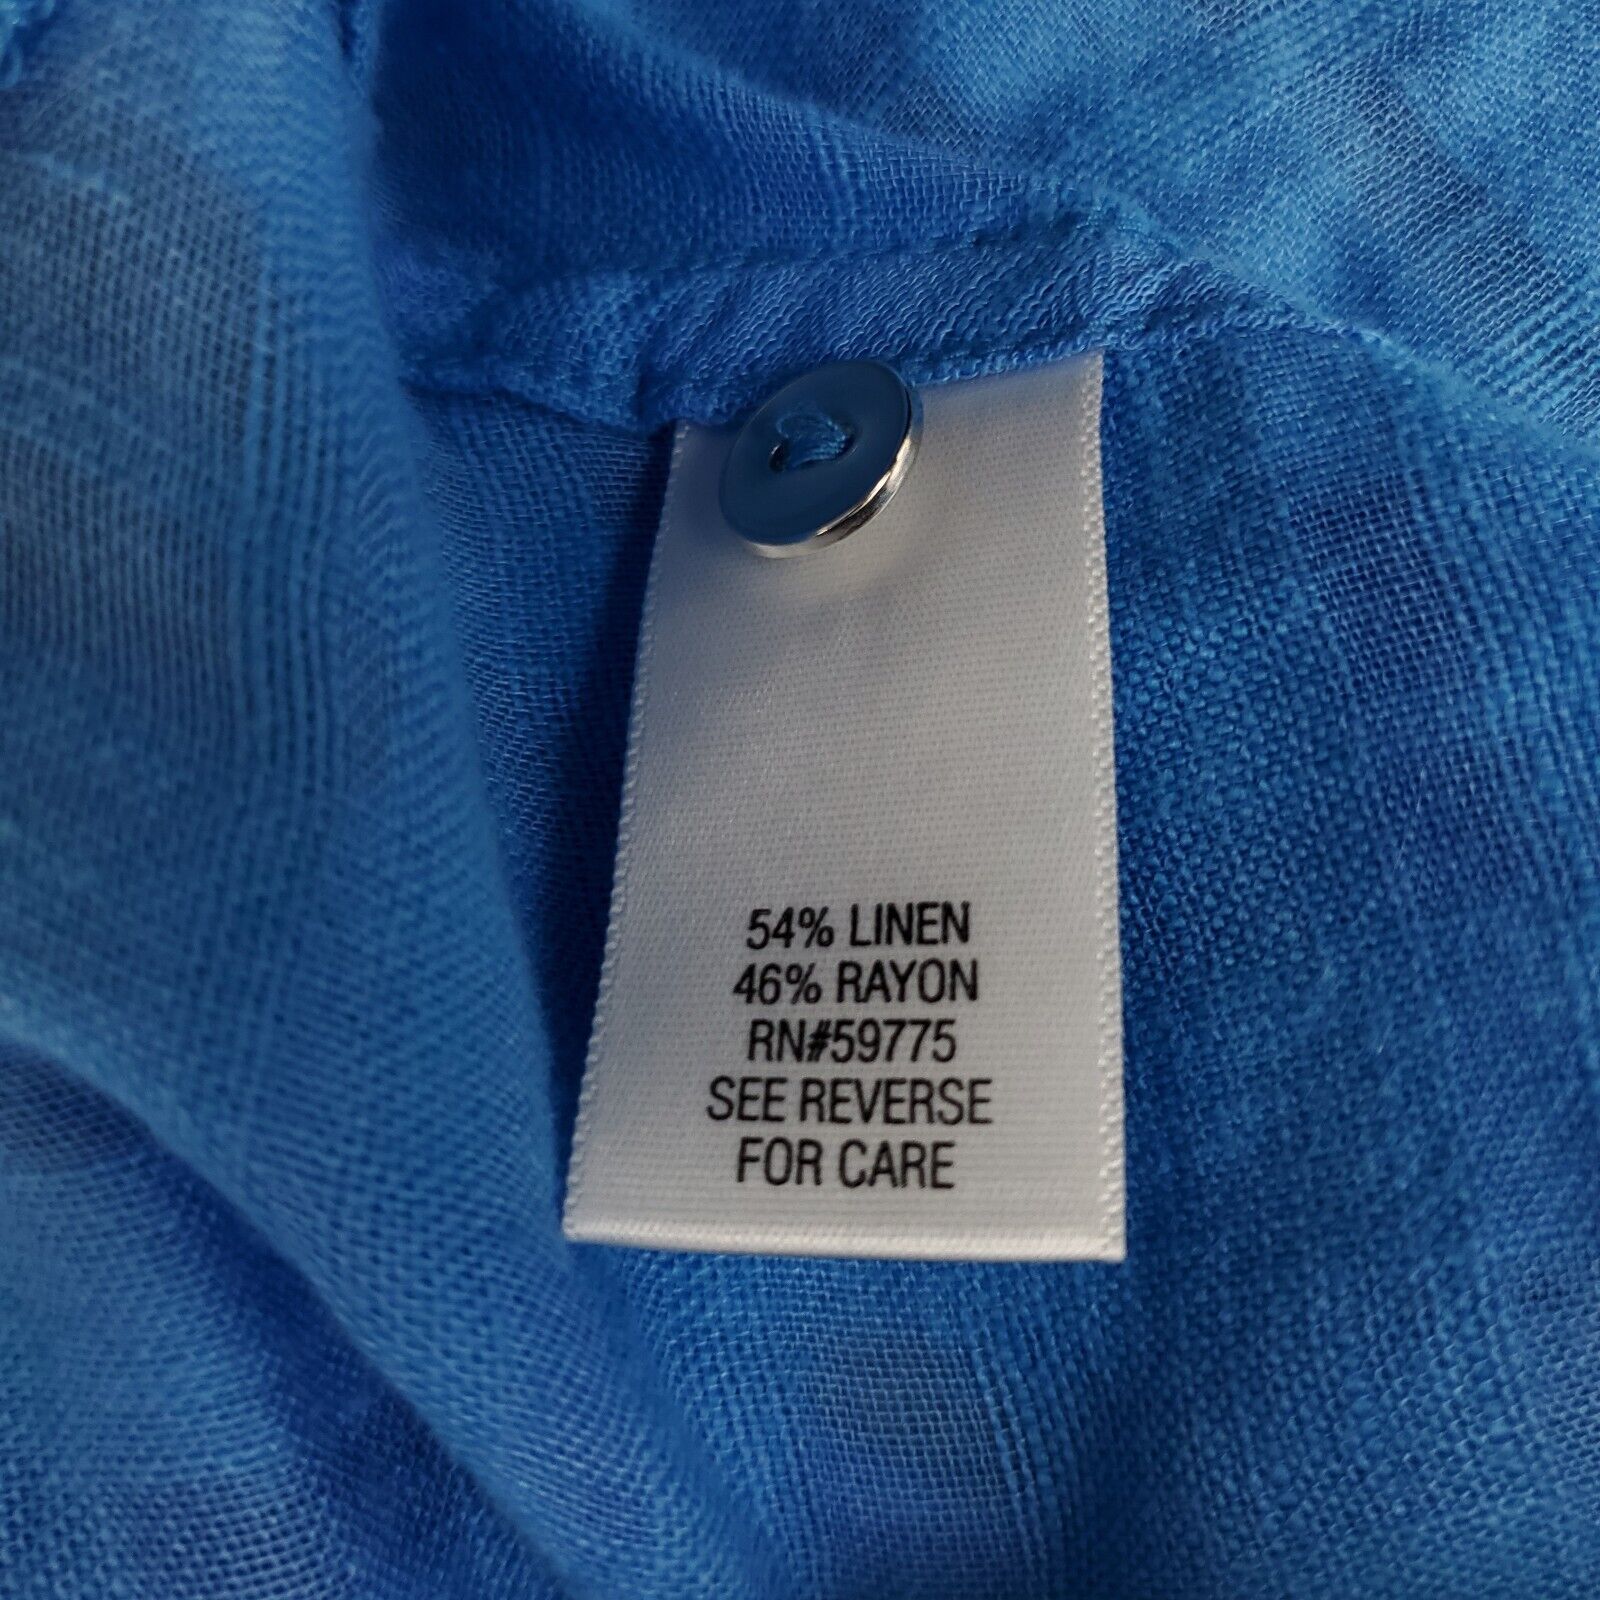 54% LINEN
46% RAYON
RN#59775
SEE REVERSE
FOR CARE